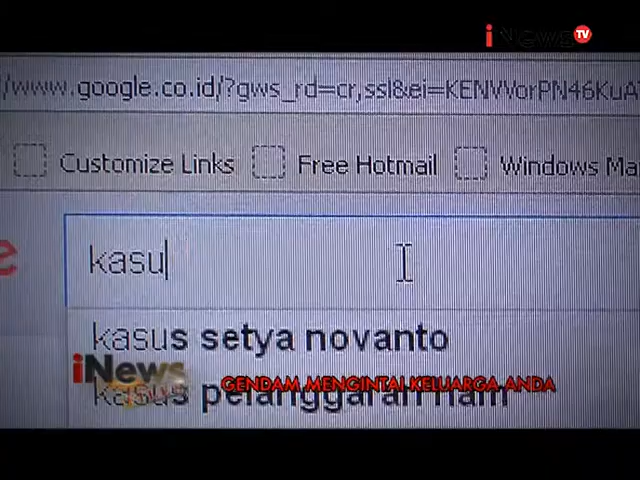 iNEWS TV
/www.google.co.id/?gws_rd=cr,ssl&ei=KENVVorPN46KuA
Customize Links Free Hotmail Windows Ma
e
kasu
kasus setya novanto
iNews
GENDAM MENGINTAI KELUARGA ANDA
kasus pelanggaran ham